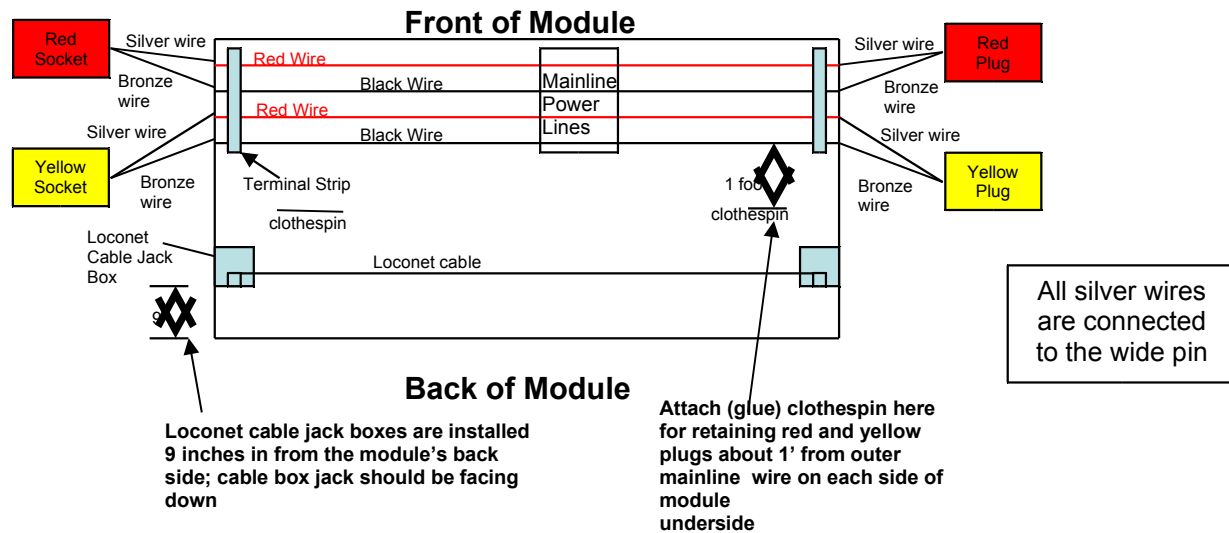 Front of Module
Red
Socket
Silver wire
Bronze
wire
Red Wire
Black Wire
Red Wire
Black Wire
Mainline
Power
Lines
Silver wire
Red
Plug
Bronze
wire
Silver wire
Yellow
Socket
Bronze
wire
Silver wire
Yellow
Plug
Bronze
wire
Terminal Strip
clothespin
1 foo
clothespin
Loconet
Cable Jack
Box
Loconet cable
9
All silver wires
are connected
to the wide pin
Back of Module
Loconet cable jack boxes are installed
9 inches in from the module's back
side; cable box jack should be facing
down
Attach (glue) clothespin here
for retaining red and yellow
plugs about 1' from outer
mainline wire on each side of
module
underside